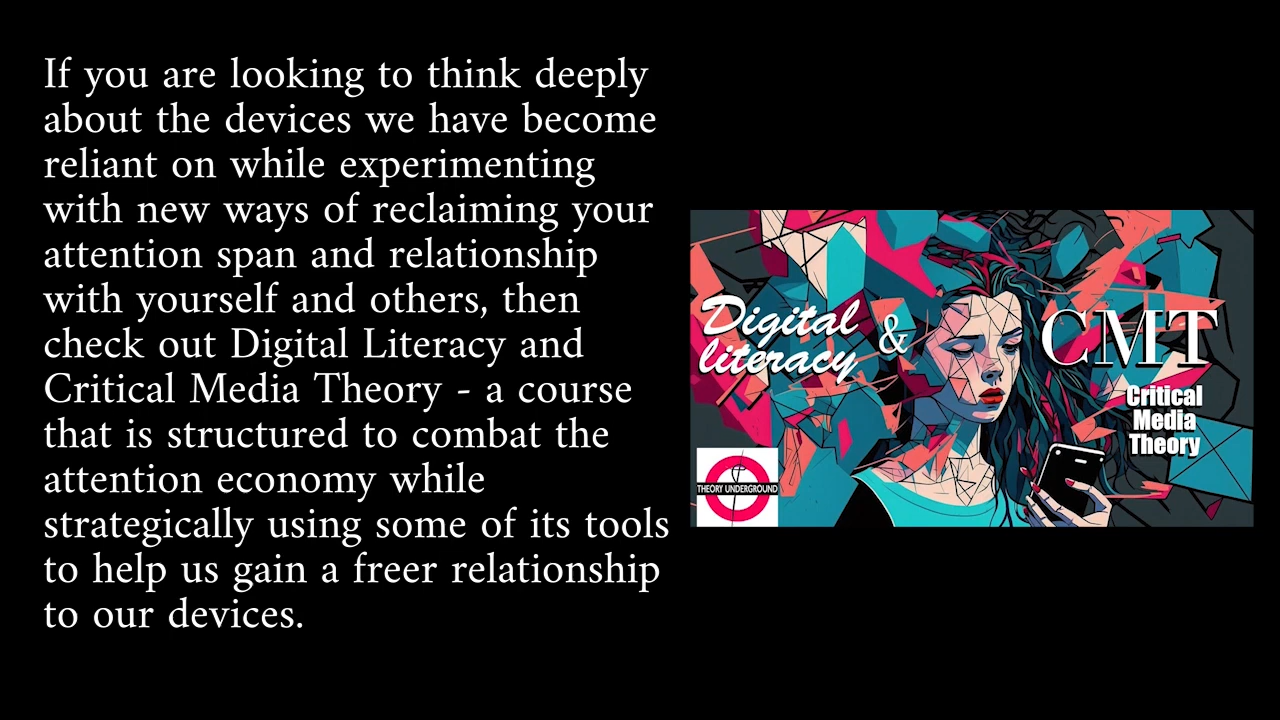 If you are looking to think deeply
about the devices we have become
reliant on while experimenting
with new ways of reclaiming your
attention span and relationship
with yourself and others, then
check out Digital Literacy and
Critical Media Theory - a course
that is structured to combat the
attention economy while
strategically using some of its tools
to help us gain a freer relationship
to our devices.
Digital
literacy
&
CMT
Critical
Media
Theory
THEORY UNDERGROUND